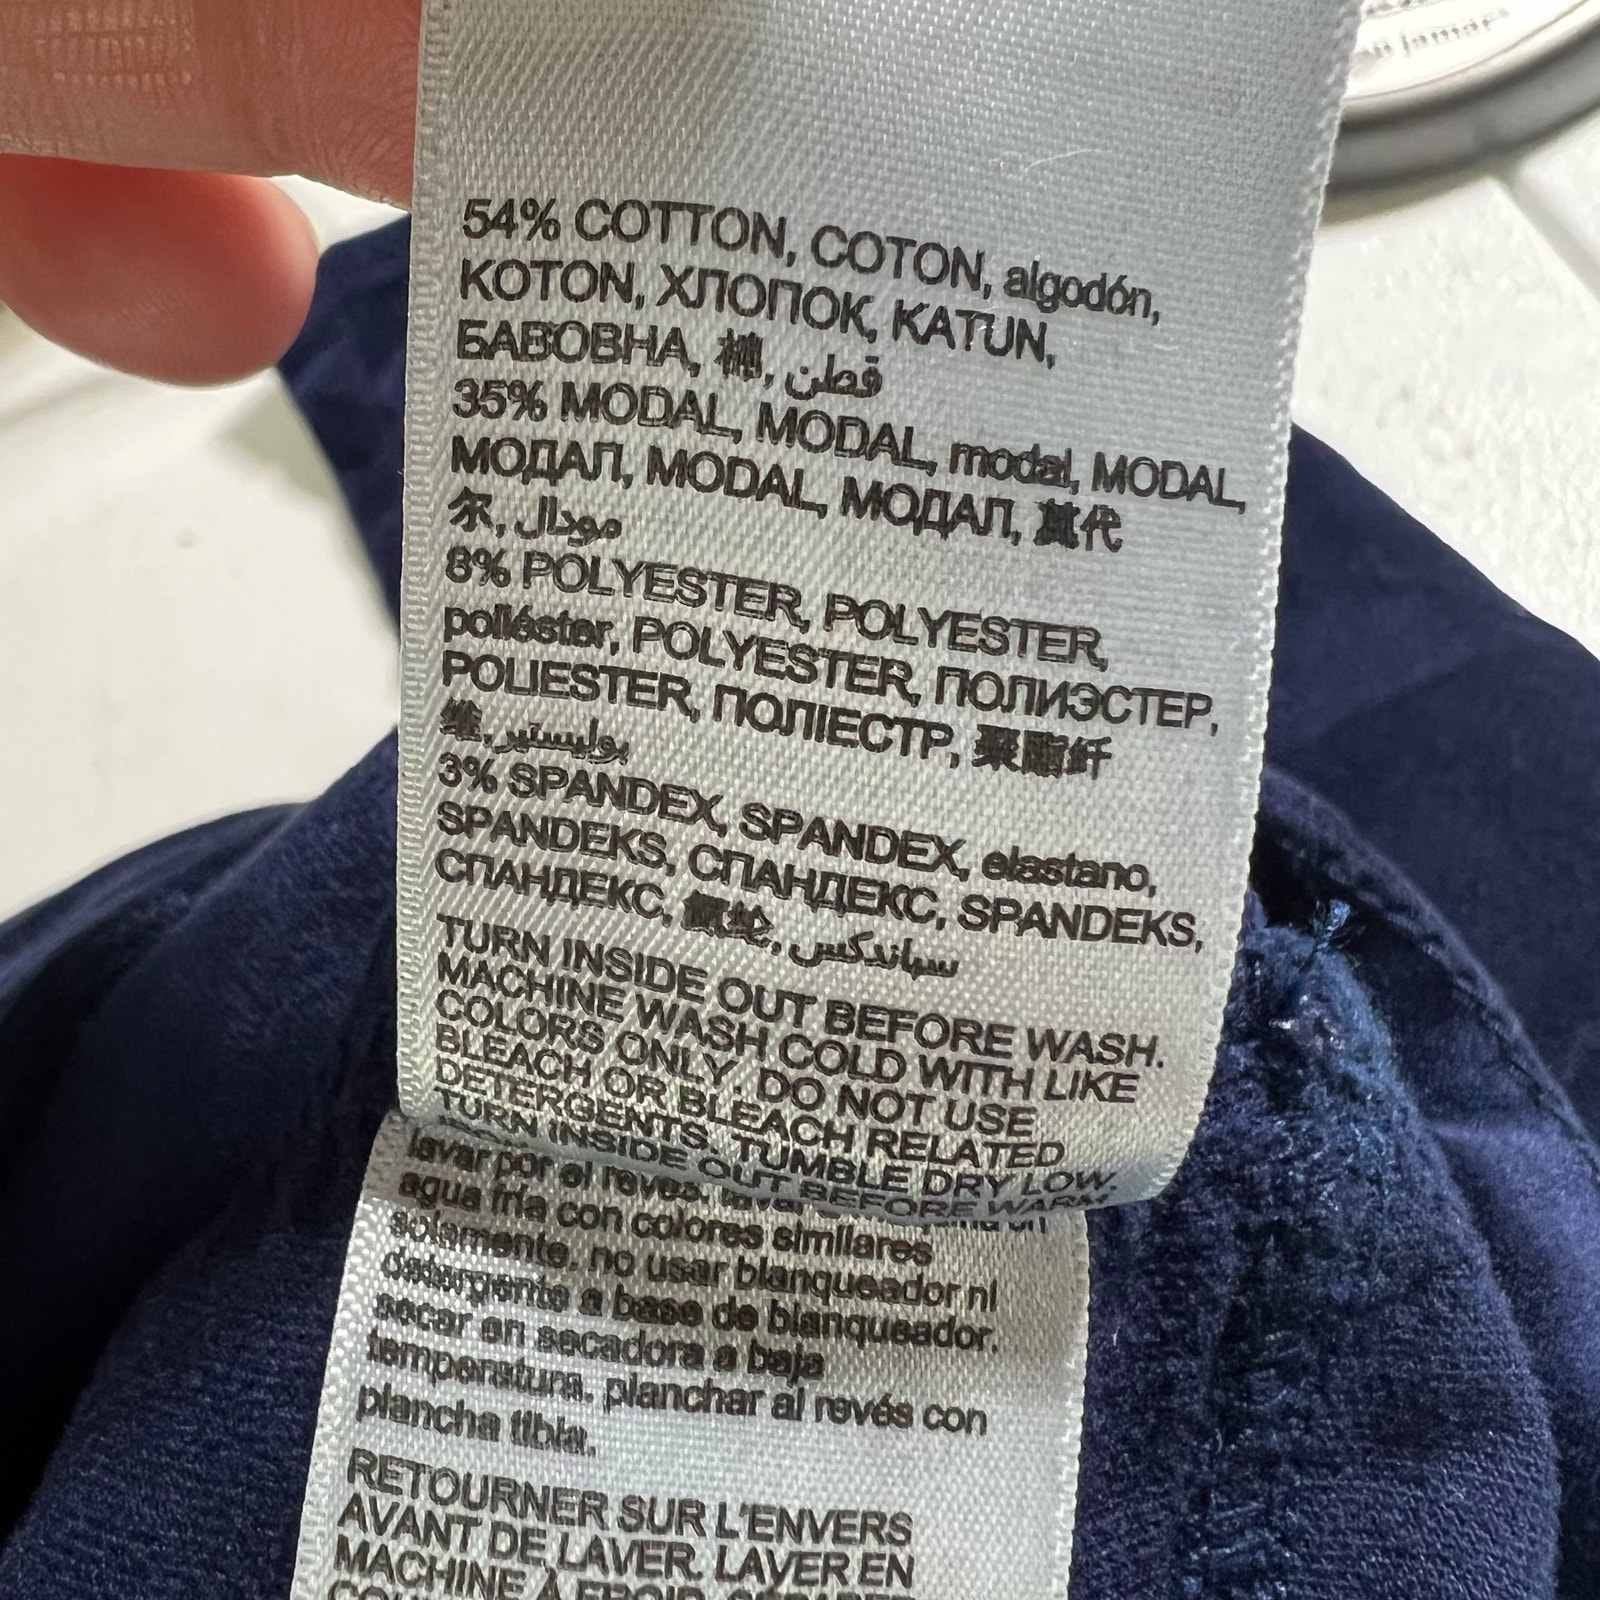 54% COTTON, COTON, algodón,
KOTON, ХЛОПОК, KATUN,
БАВОВНА, 棉, قطن
35% MODAL, MODAL, modal, MODAL,
МОДАЛ, MODAL, МОДАЛ, 莫代
尔, مودال
8% POLYESTER, POLYESTER,
poliéster, POLYESTER, ПОЛИЭСТЕР,
POLIESTER, ПОЛІЕСТР, 聚酯纤
维, بوليستير
3% SPANDEX, SPANDEX, elastano,
SPANDEKS, СПАНДЕКС, SPANDEKS,
СПАНДЕКС, 氨纶, سباندكس
TURN INSIDE OUT BEFORE WASH.
MACHINE WASH COLD WITH LIKE
COLORS ONLY. DO NOT USE
BLEACH OR BLEACH RELATED
DETERGENTS. TUMBLE DRY LOW.
TURN INSIDE OUT BEFORE WARM
lavar por el revés. lavar en
agua fría con colores similares
solamente. no usar blanqueador ni
detergente a base de blanqueador.
secar en secadora a baja
temperatura. planchar al revés con
plancha tibia.
RETOURNER SUR L'ENVERS
AVANT DE LAVER. LAVER EN
MACHINE À FROID